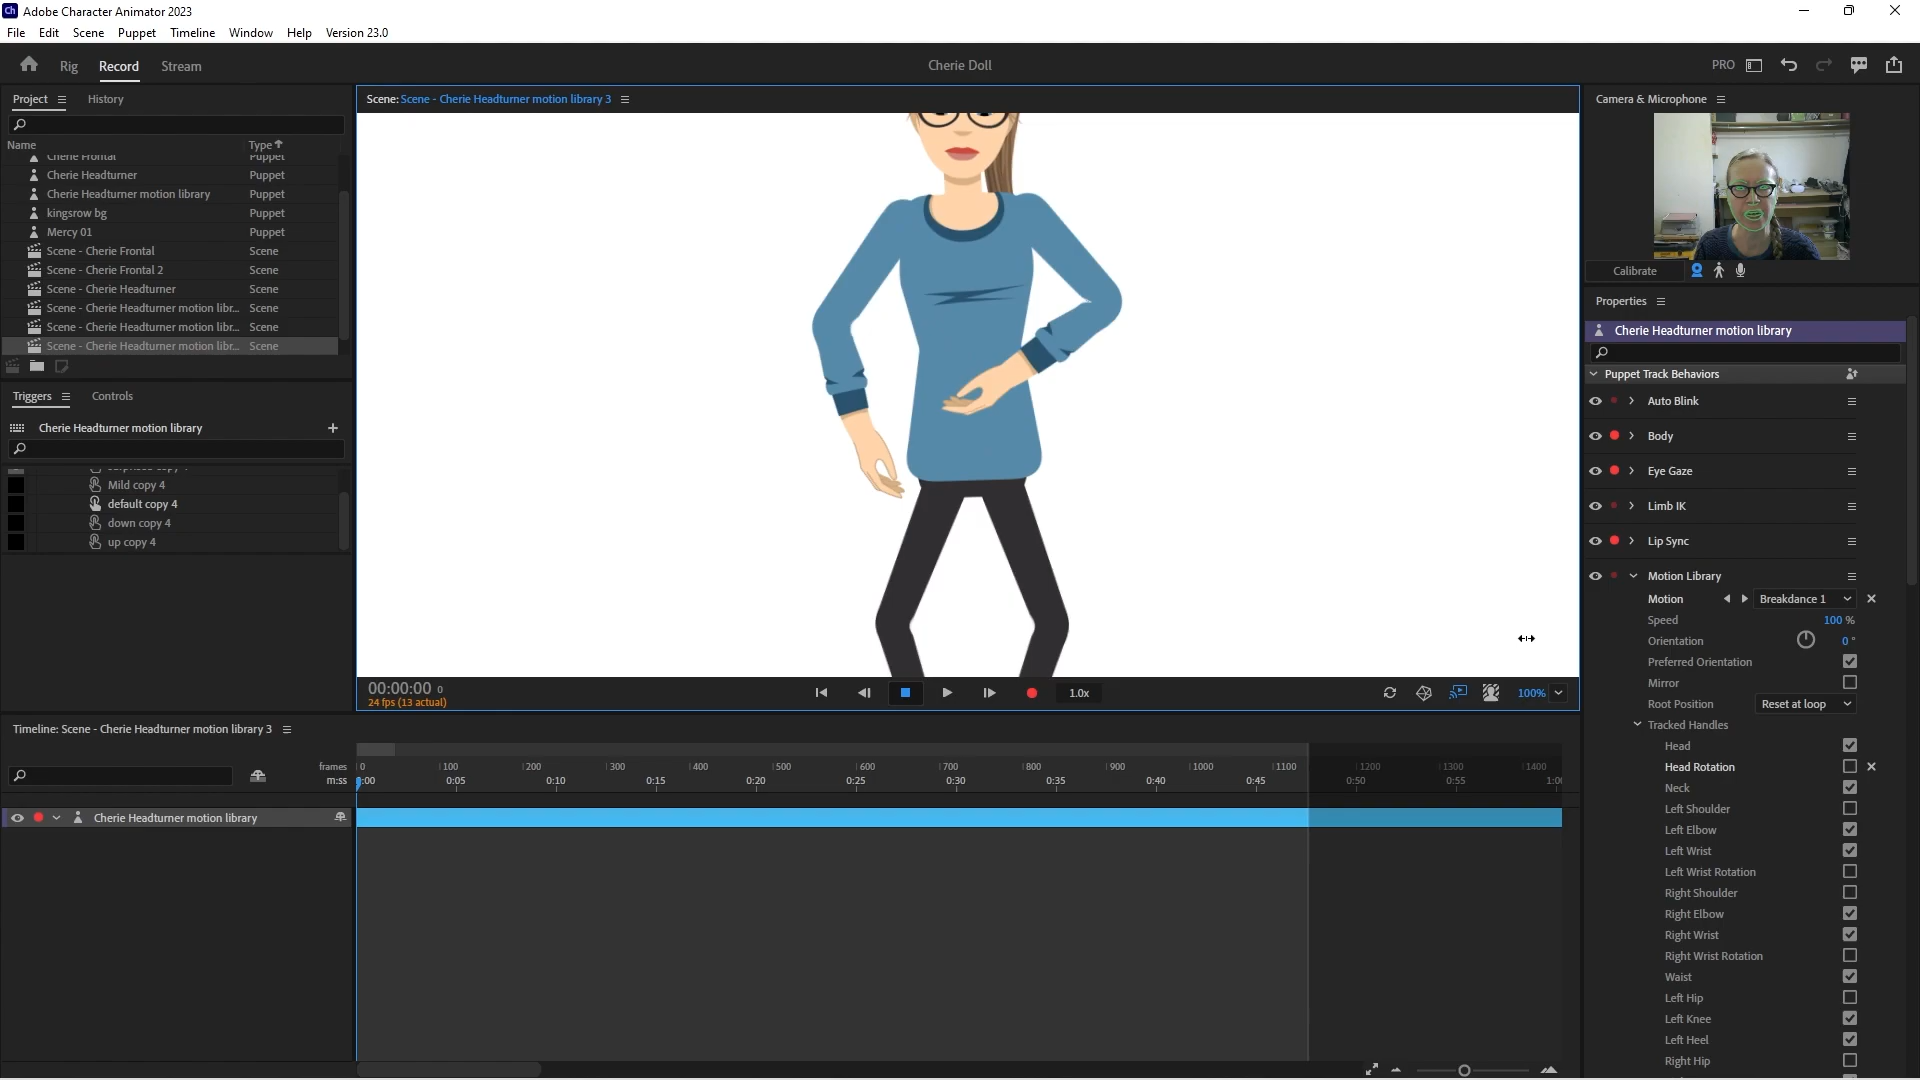 Ch Adobe Character Animator 2023
File Edit Scene Puppet Timeline Window Help Version 23.0
Rig Record Stream
Cherie Doll
PRO
Project History
Name Type
Cherie Frontal Puppet
Cherie Headturner Puppet
Cherie Headturner motion library Puppet
kingsrow bg Puppet
Mercy 01 Puppet
Scene - Cherie Frontal Scene
Scene - Cherie Frontal 2 Scene
Scene - Cherie Headturner Scene
Scene - Cherie Headturner motion libr... Scene
Scene - Cherie Headturner motion libr... Scene
Scene - Cherie Headturner motion libr... Scene
Triggers Controls
Cherie Headturner motion library
Mild copy 4
default copy 4
down copy 4
up copy 4
Scene: Scene - Cherie Headturner motion library 3
00:00:00 0
24 fps (13 actual)
1.0x
100%
Camera & Microphone
Calibrate
Properties
Cherie Headturner motion library
Puppet Track Behaviors
Auto Blink
Body
Eye Gaze
Limb IK
Lip Sync
Motion Library
Motion Breakdance 1
Speed 100 %
Orientation 0 °
Preferred Orientation
Mirror
Root Position Reset at loop
Tracked Handles
Head
Head Rotation
Neck
Left Shoulder
Left Elbow
Left Wrist
Left Wrist Rotation
Right Shoulder
Right Elbow
Right Wrist
Right Wrist Rotation
Waist
Left Hip
Left Knee
Left Heel
Right Hip
Timeline: Scene - Cherie Headturner motion library 3
frames 0 100 200 300 400 500 600 700 800 900 1000 1100 1200 1300 1400
m:ss 0:00 0:05 0:10 0:15 0:20 0:25 0:30 0:35 0:40 0:45 0:50 0:55
Cherie Headturner motion library